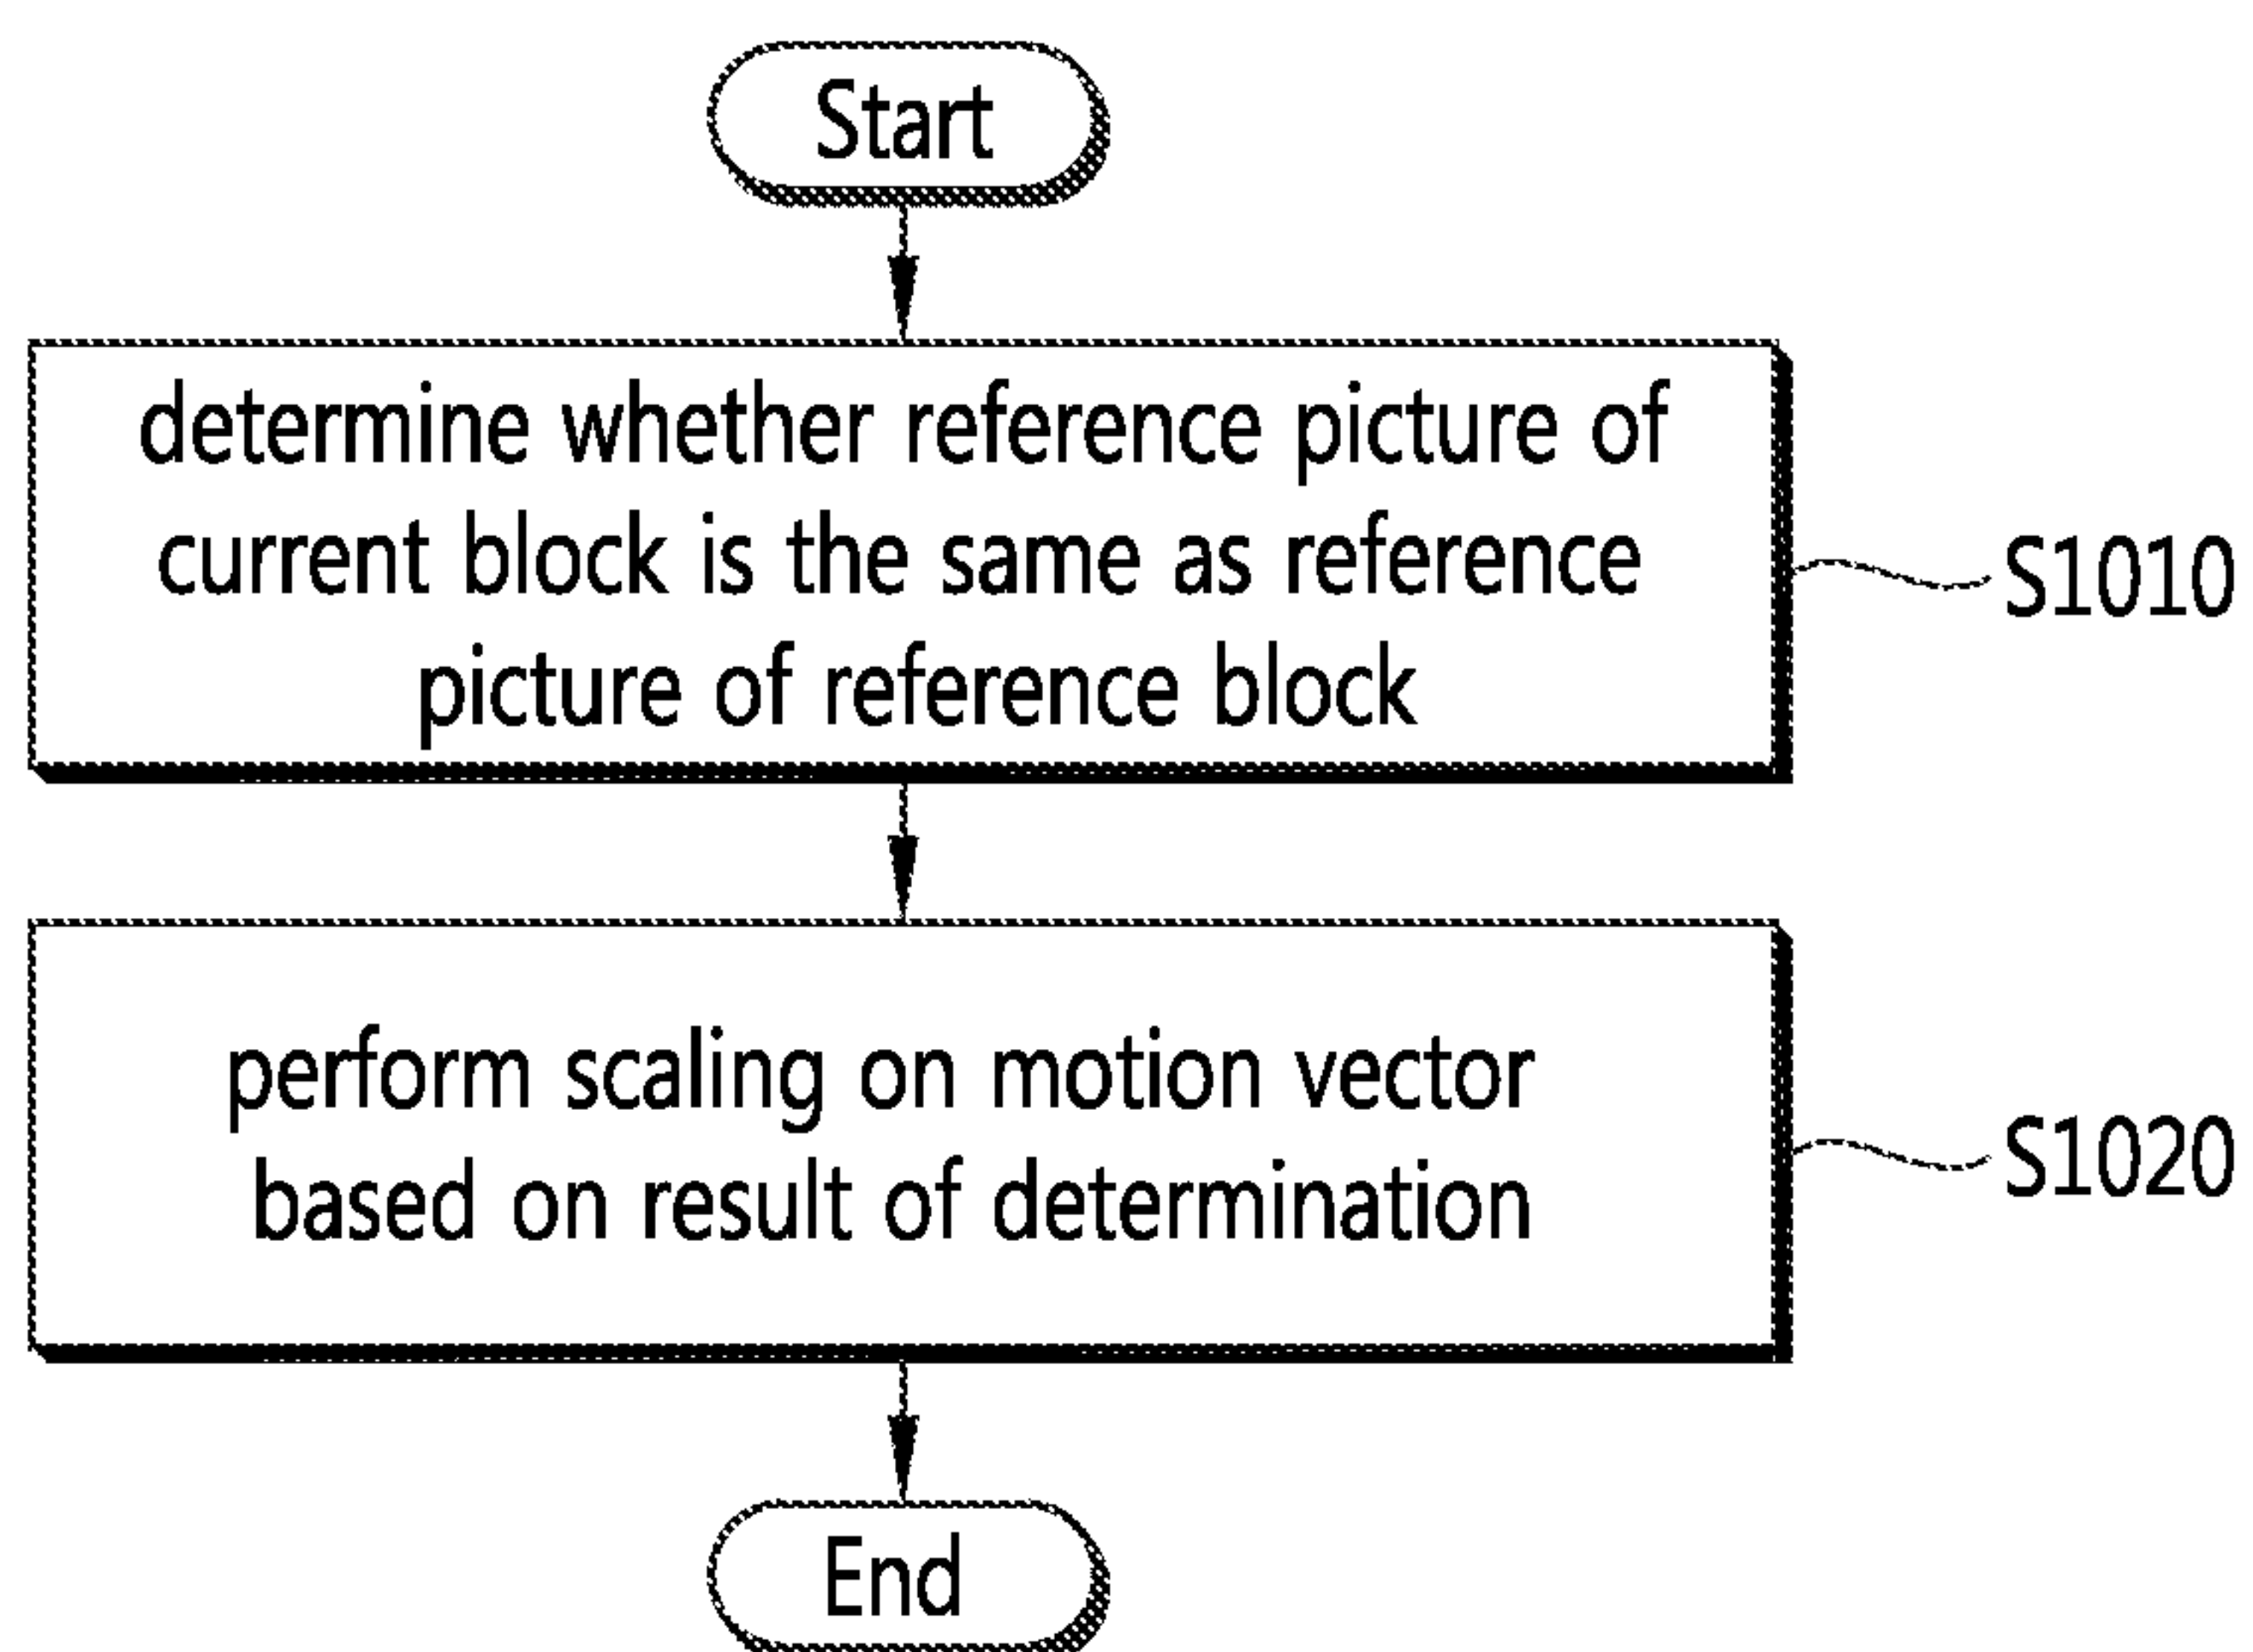 Start
determine whether reference picture of
current block is the same as reference
picture of reference block
S1010
perform scaling on motion vector
based on result of determination
S1020
End